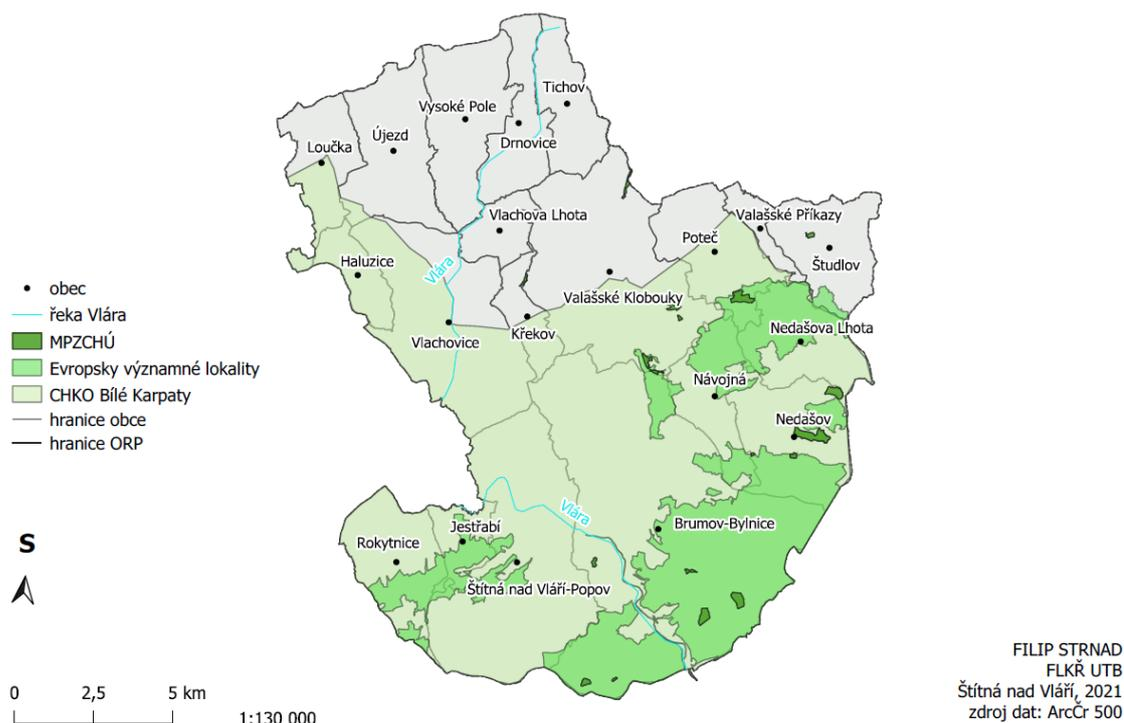 Tichov
Vysoké Pole
Újezd
Drnovice
Loučka
Vlachova Lhota
Valašské Příkazy
Poteč
Študlov
Haluzice
Vlára
Valašské Klobouky
Křekov
Vlachovice
Nedašova Lhota
Návojná
Nedašov
Vlára
Brumov-Bylnice
Jestřabí
Rokytnice
Štítná nad Vláří-Popov
obec
řeka Vlára
MPZCHÚ
Evropsky významné lokality
CHKO Bílé Karpaty
hranice obce
hranice ORP
S
0 2,5 5 km
1:130 000
FILIP STRNAD
FLKŘ UTB
Štítná nad Vláří, 2021
zdroj dat: ArcČr 500